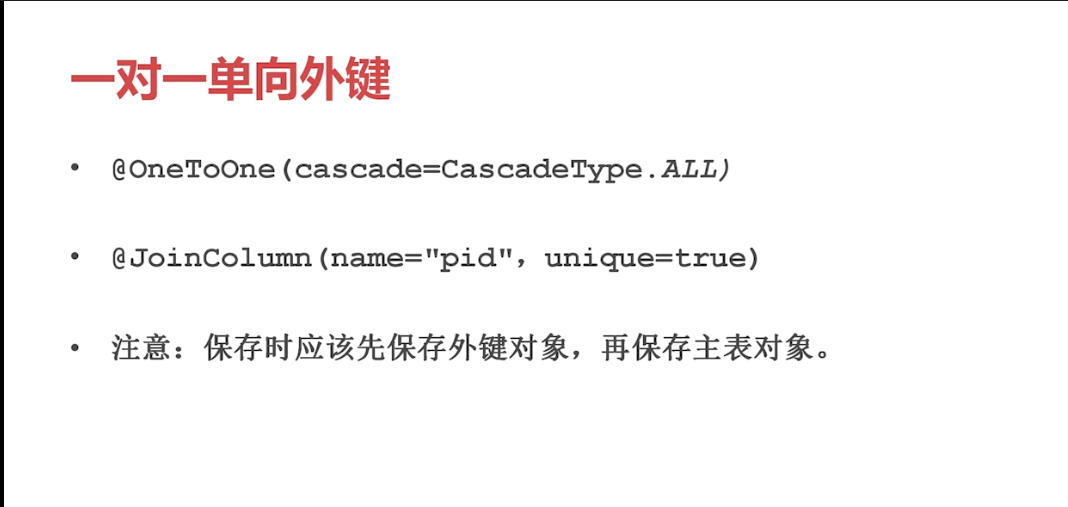 一对一单向外键
• @OneToOne(cascade=CascadeType.ALL)
• @JoinColumn(name="pid", unique=true)
• 注意：保存时应该先保存外键对象，再保存主表对象。